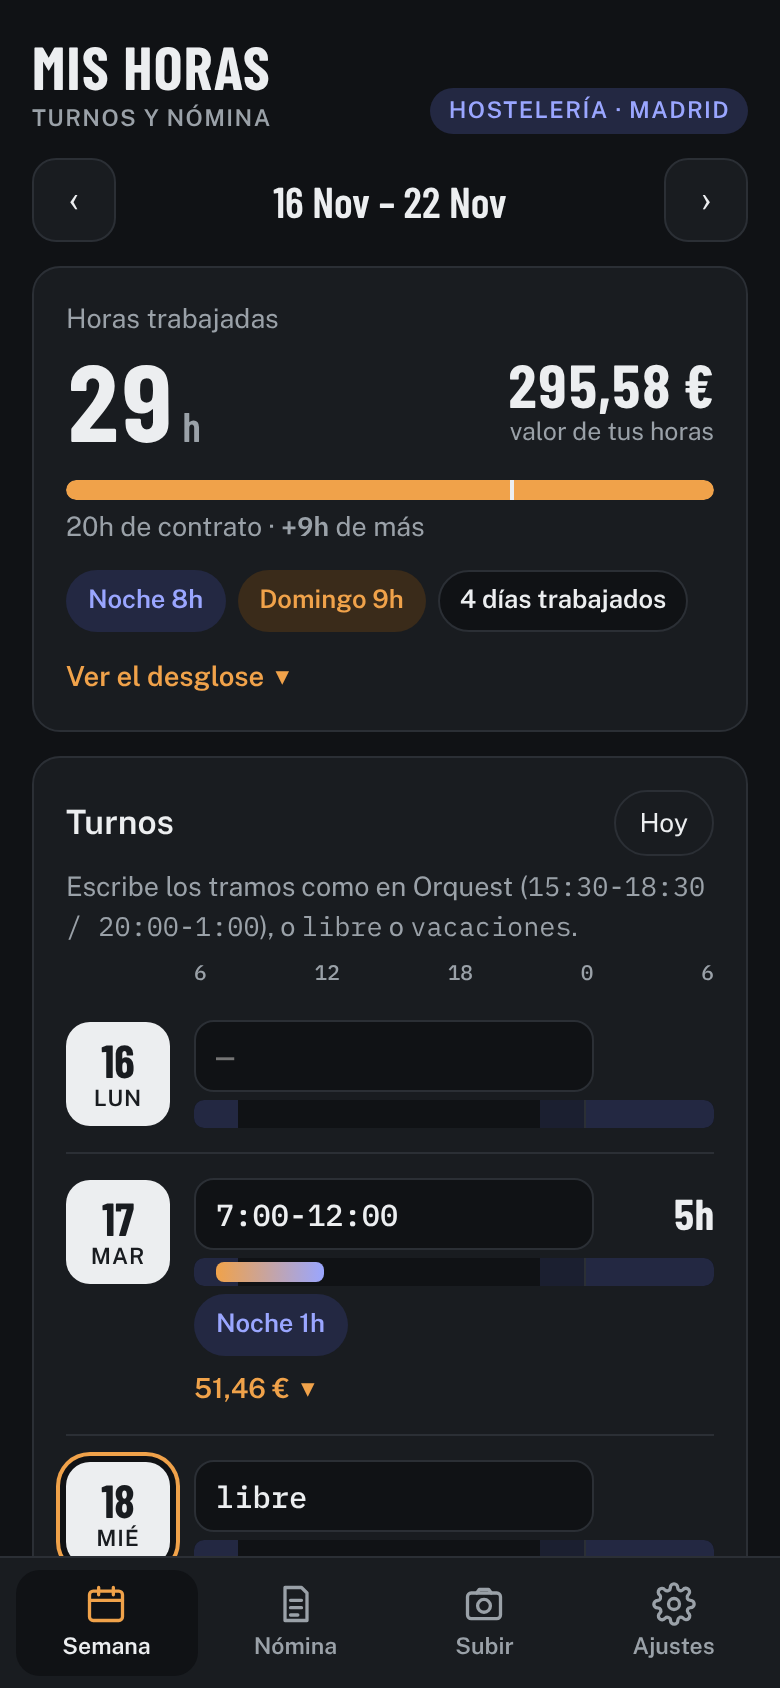 MIS HORAS
TURNOS Y NÓMINA
HOSTELERÍA · MADRID
‹
16 Nov – 22 Nov
›
Horas trabajadas
29 h
295,58 €
valor de tus horas
20h de contrato · +9h de más
Noche 8h
Domingo 9h
4 días trabajados
Ver el desglose ▼
Turnos
Hoy
Escribe los tramos como en Orquest (15:30-18:30
/ 20:00-1:00), o libre o vacaciones.
6 12 18 0 6
16
LUN
—
17
MAR
7:00-12:00
5h
Noche 1h
51,46 € ▼
18
MIÉ
libre
Semana
Nómina
Subir
Ajustes